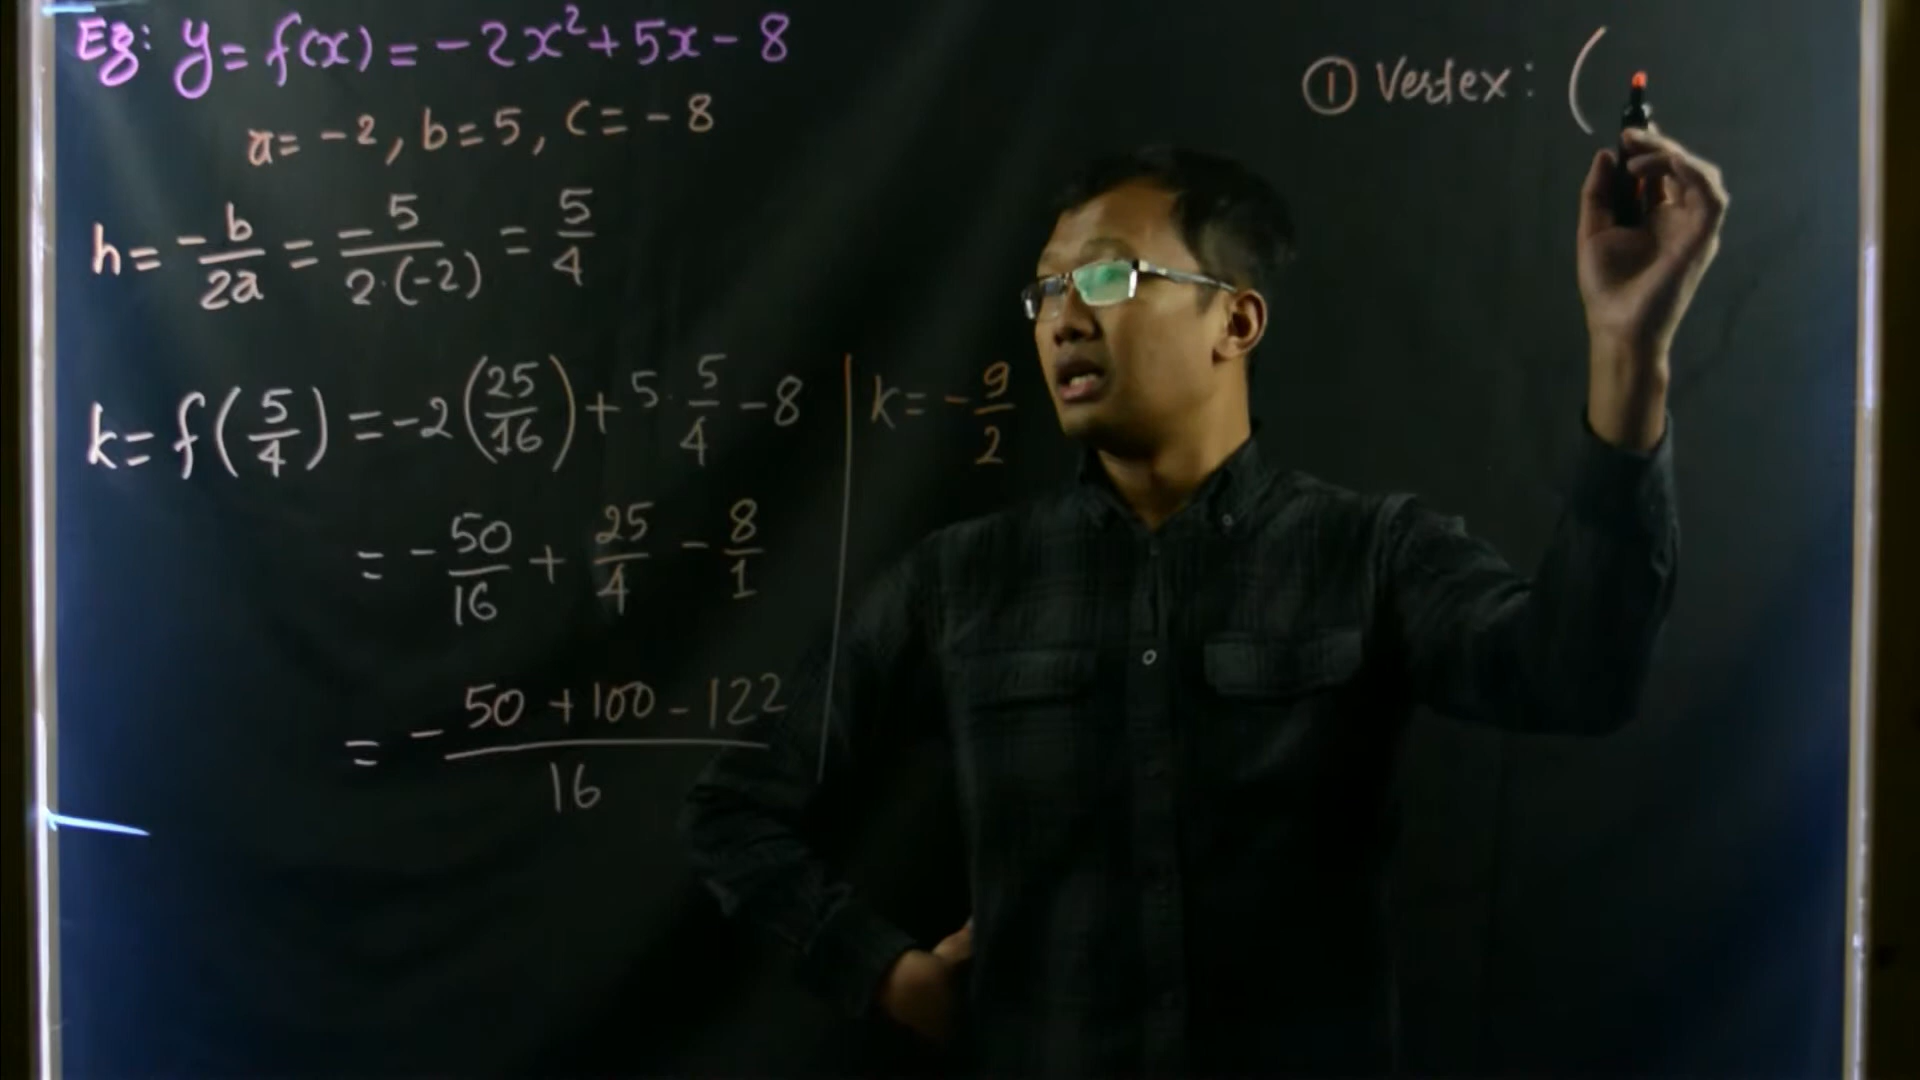 Eg: y = f(x) = -2x² + 5x - 8
a = -2, b = 5, c = -8
h = -b/2a = -5/2·(-2) = 5/4
k = f(5/4) = -2(25/16) + 5·5/4 - 8
= -50/16 + 25/4 - 8/1
= -50 + 100 - 122/16
k = -9/2
① Vertex: (